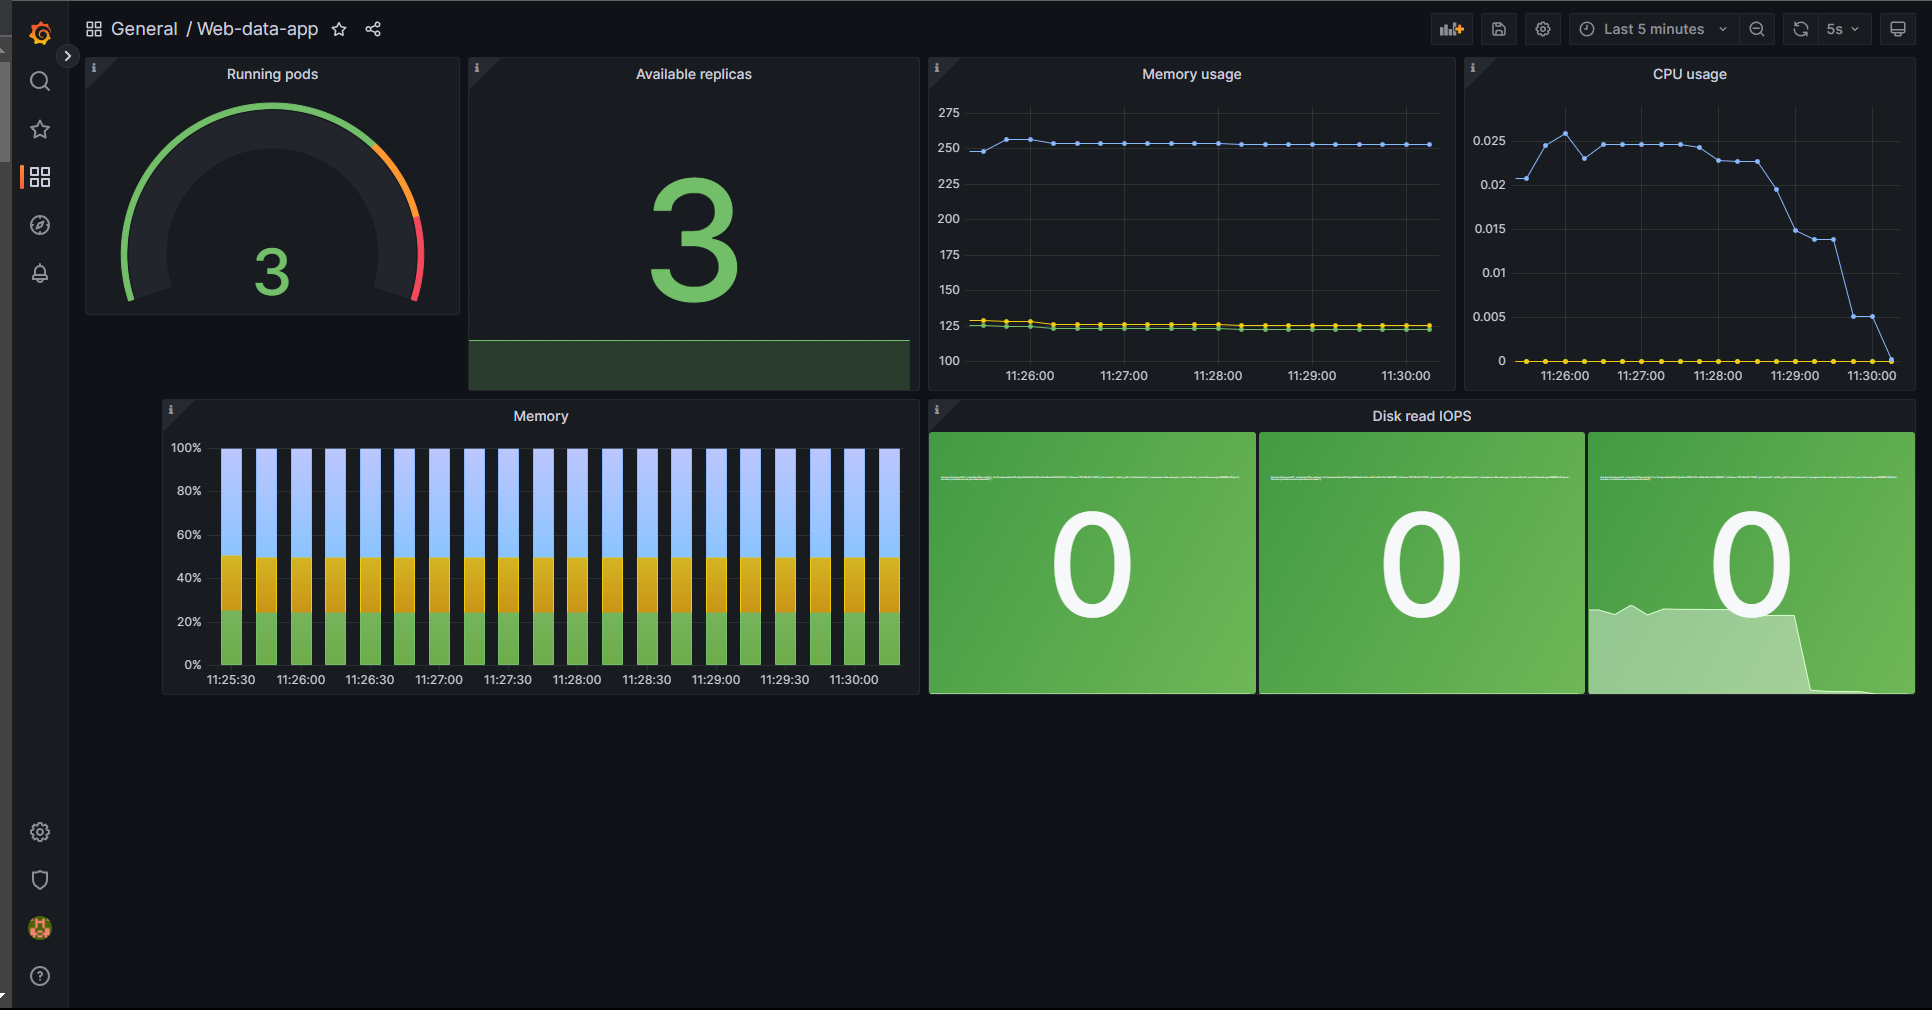 General / Web-data-app
Last 5 minutes
5s
Running pods
3
Available replicas
3
Memory usage
275
250
225
200
175
150
125
100
11:26:00 11:27:00 11:28:00 11:29:00 11:30:00
CPU usage
0.025
0.02
0.015
0.01
0.005
0
11:26:00 11:27:00 11:28:00 11:29:00 11:30:00
Memory
100%
80%
60%
40%
20%
0%
11:25:30 11:26:00 11:26:30 11:27:00 11:27:30 11:28:00 11:28:30 11:29:00 11:29:30 11:30:00
Disk read IOPS
0
0
0